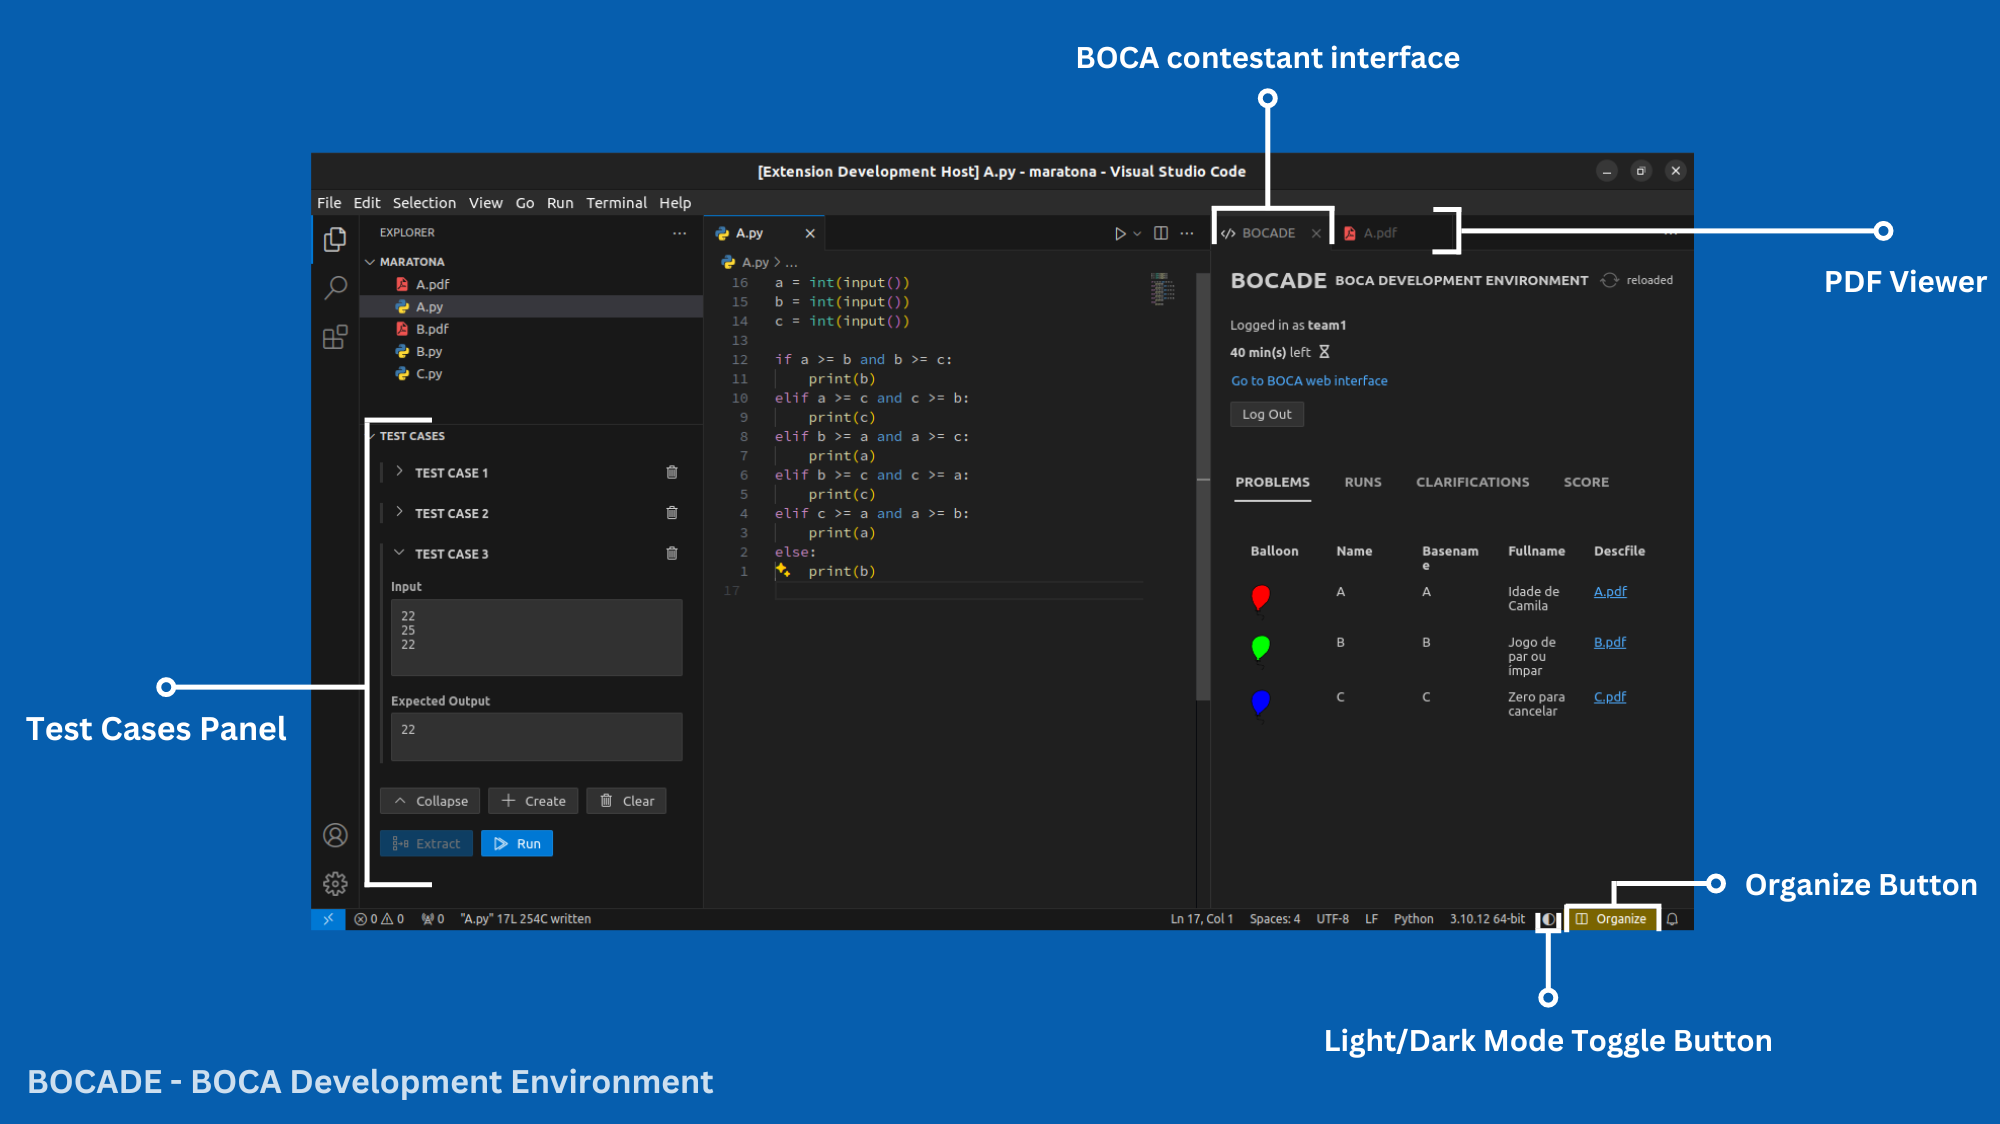 BOCA contestant interface
[Extension Development Host] A.py - maratona - Visual Studio Code
File Edit Selection View Go Run Terminal Help
EXPLORER
MARATONA
A.pdf
A.py
B.pdf
B.py
C.py
TEST CASES
TEST CASE 1
TEST CASE 2
TEST CASE 3
Input
22
25
22
Expected Output
22
Collapse Create Clear
Extract Run
A.py
A.py > ...
16 a = int(input())
15 b = int(input())
14 c = int(input())
13
12 if a >= b and b >= c:
11 print(b)
10 elif a >= c and c >= b:
9 print(c)
8 elif b >= a and a >= c:
7 print(a)
6 elif b >= c and c >= a:
5 print(c)
4 elif c >= a and a >= b:
3 print(a)
2 else:
1 print(b)
17
BOCADE A.pdf
BOCADE BOCA DEVELOPMENT ENVIRONMENT reloaded
Logged in as team1
40 min(s) left
Go to BOCA web interface
Log Out
PROBLEMS RUNS CLARIFICATIONS SCORE
Balloon Name Basenam Fullname Descfile
e
A A Idade de A.pdf
Camila
B B Jogo de B.pdf
par ou
ímpar
C C Zero para C.pdf
cancelar
0 0 0 "A.py" 17L 254C written
Ln 17, Col 1 Spaces: 4 UTF-8 LF Python 3.10.12 64-bit Organize
PDF Viewer
Test Cases Panel
Organize Button
Light/Dark Mode Toggle Button
BOCADE - BOCA Development Environment